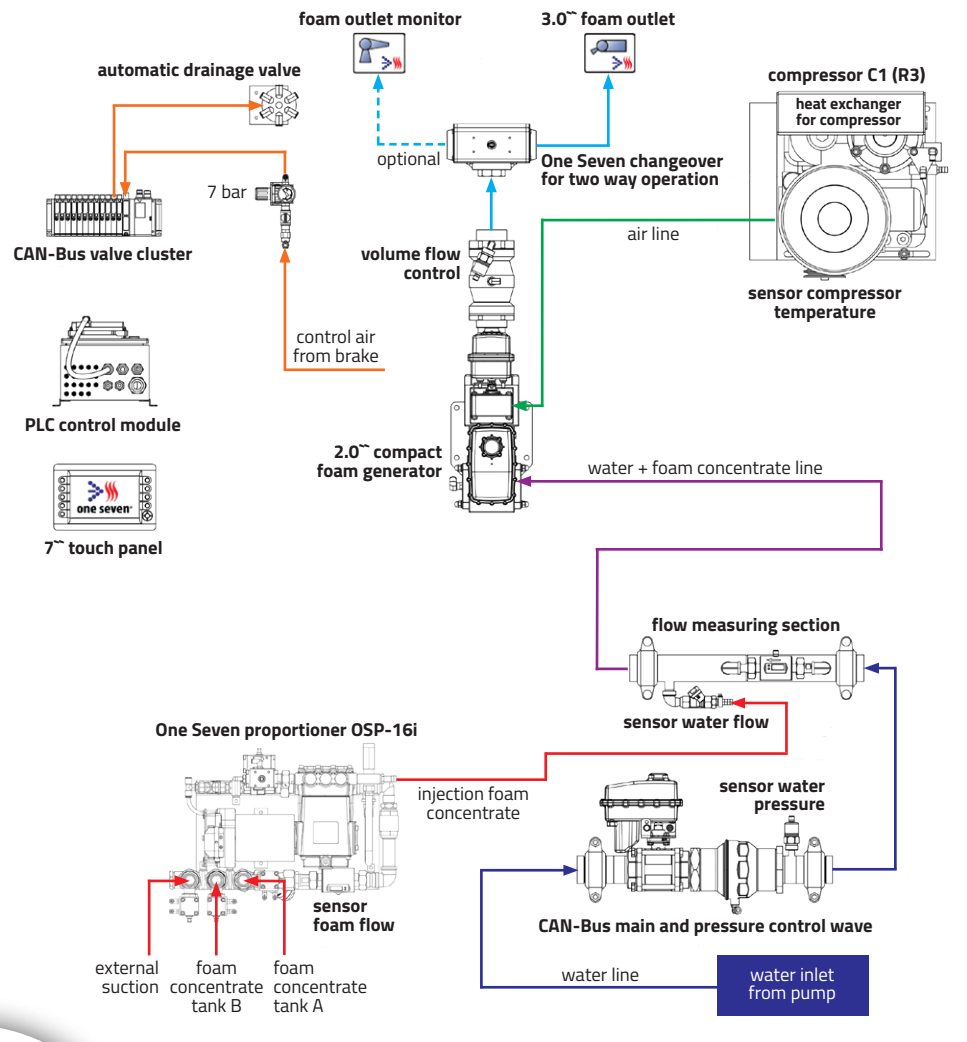 foam outlet monitor
3.0˜ foam outlet
automatic drainage valve
compressor C1 (R3)
heat exchanger
for compressor
optional
One Seven changeover
for two way operation
7 bar
air line
CAN-Bus valve cluster
volume flow
control
sensor compressor
temperature
control air
from brake
PLC control module
2.0˜ compact
foam generator
water + foam concentrate line
one seven®
7˜ touch panel
flow measuring section
sensor water flow
One Seven proportioner OSP-16i
injection foam
concentrate
sensor water
pressure
sensor
foam flow
CAN-Bus main and pressure control wave
external
suction
foam
concentrate
tank B
foam
concentrate
tank A
water line
water inlet
from pump